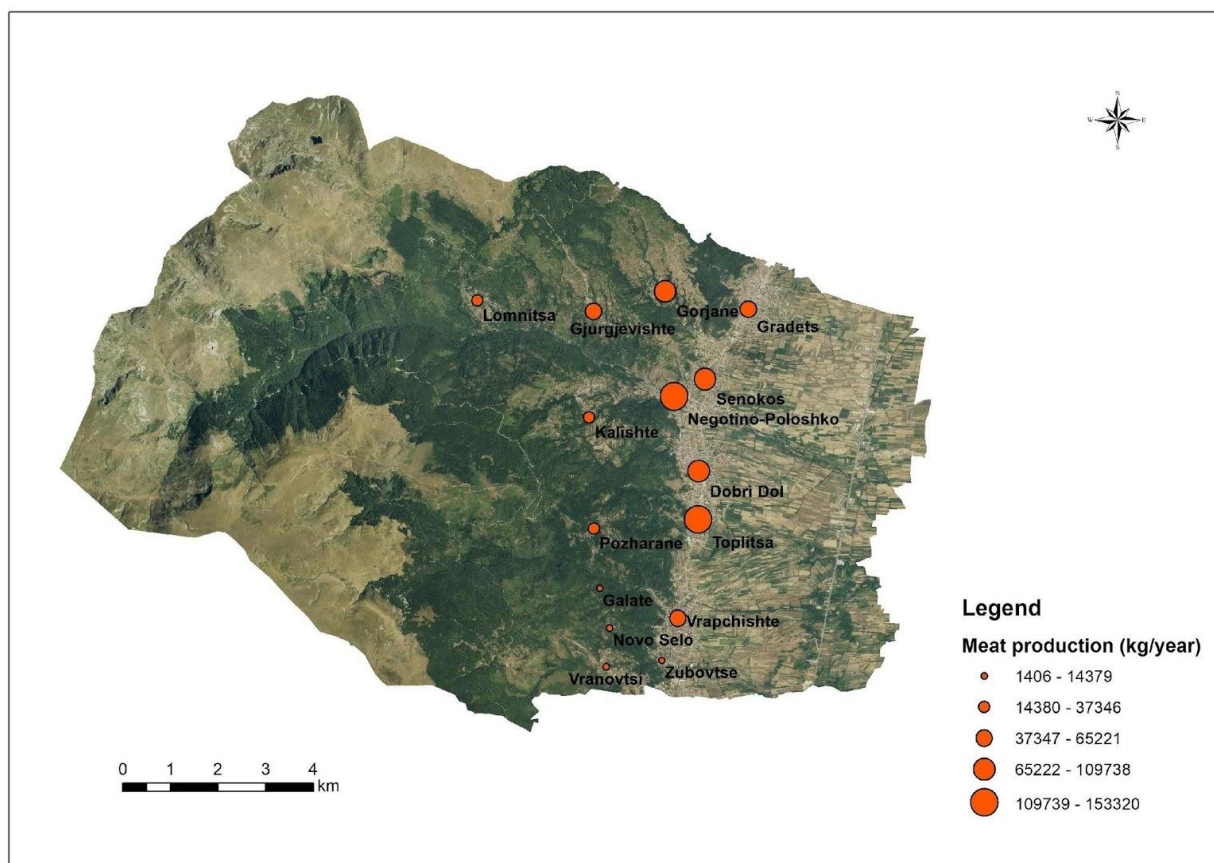 N
W
E
S
Lomnitsa
Gjurgjevishte
Gorjane
Gradets
Senokos
Negotino-Poloshko
Kalishte
Dobri Dol
Pozharane
Toplitsa
Galate
Vrapchishte
Novo Selo
Vranovtsi
Zubovtse
0 1 2 3 4
km
Legend
Meat production (kg/year)
1406 - 14379
14380 - 37346
37347 - 65221
65222 - 109738
109739 - 153320